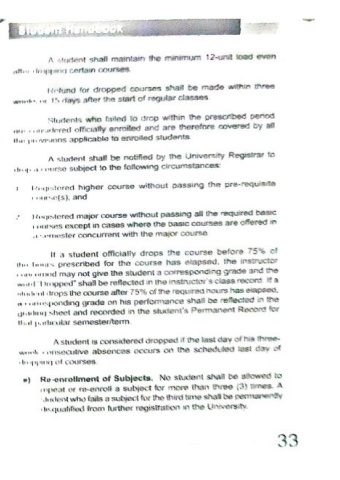 Student Handbook
A student shall maintain the minimum 12-unit load even
after dropping certain courses.
Refund for dropped courses shall be made within three
weeks or 15 days after the start of regular classes
Students who failed to drop within the prescribed period
are considered officially enrolled and are therefore covered by all
the provisions applicable to enrolled students.
A student shall be notified by the University Registrar to
drop a course subject to the following circumstances:
Registered higher course without passing the pre-requisite
course(s); and
Registered major course without passing all the required basic
courses except in cases where the basic courses are offered in
a semester concurrent with the major course.
If a student officially drops the course before 75% of
the hours prescribed for the course has elapsed, the instructor
concerned may not give the student a corresponding grade and the
word "Dropped" shall be reflected in the instructor's class record. If a
student drops the course after 75% of the required hours has elapsed,
a corresponding grade on his performance shall be reflected in the
grading sheet and recorded in the student's Permanent Record for
that particular semester/term.
A student is considered dropped if the last day of his three-
week consecutive absences occurs on the scheduled last day of
dropping of courses.
e) Re-enrollment of Subjects. No student shall be allowed to
repeat or re-enroll a subject for more than three (3) times. A
student who fails a subject for the third time shall be permanently
disqualified from further registration in the University.
33